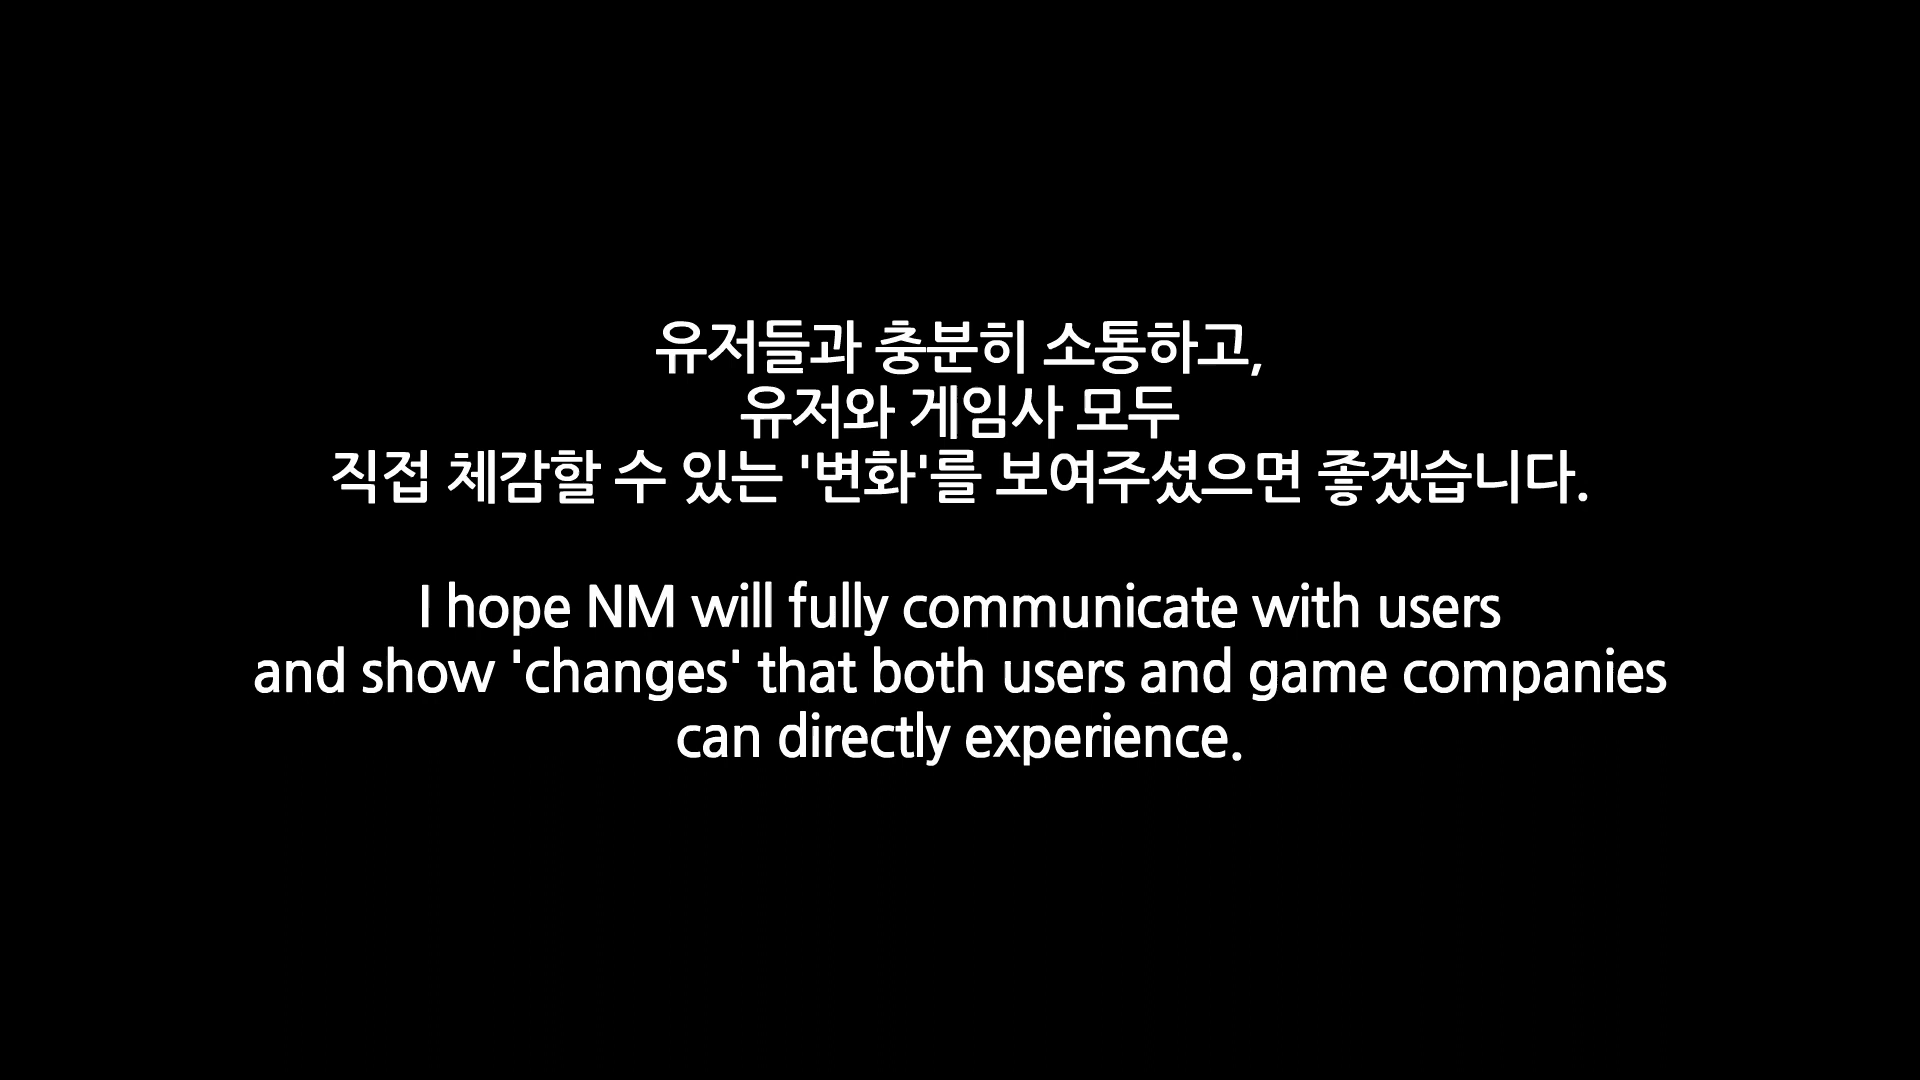 유저들과 충분히 소통하고,
유저와 게임사 모두
직접 체감할 수 있는 '변화'를 보여주셨으면 좋겠습니다.
I hope NM will fully communicate with users
and show 'changes' that both users and game companies
can directly experience.